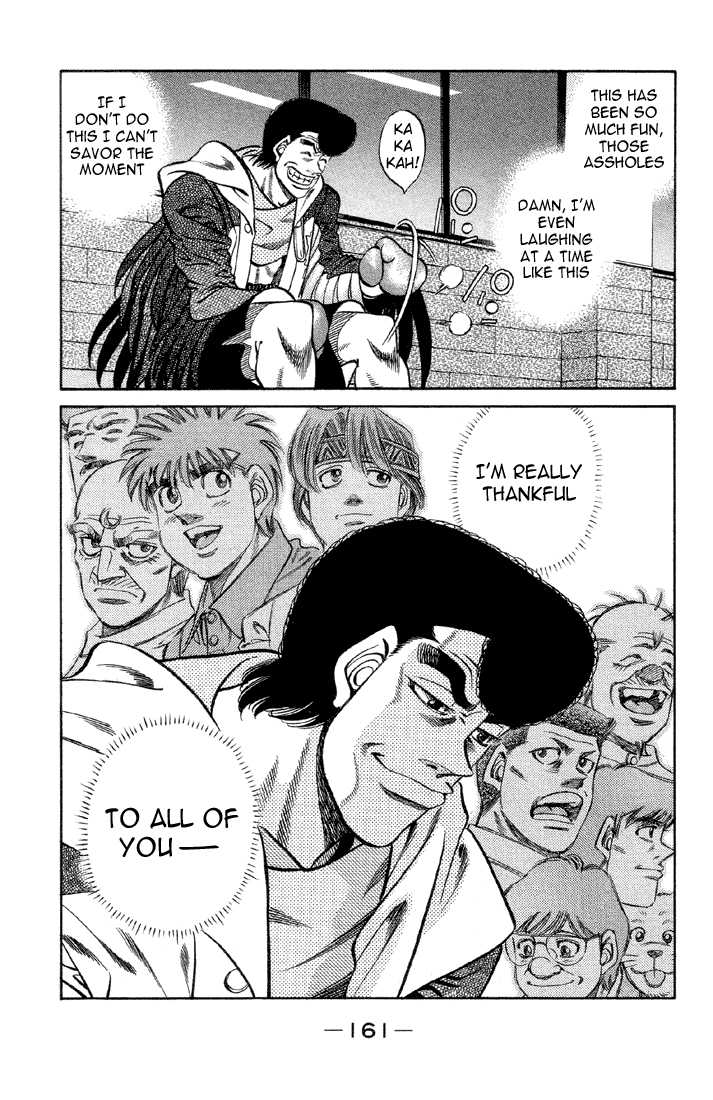 THIS HAS
BEEN SO
MUCH FUN,
THOSE
ASSHOLES
DAMN, I'M
EVEN
LAUGHING
AT A TIME
LIKE THIS
KA
KA
KAH!
IF I
DON'T DO
THIS I CAN'T
SAVOR THE
MOMENT
I'M REALLY
THANKFUL
TO ALL OF
YOU —
— 161 —